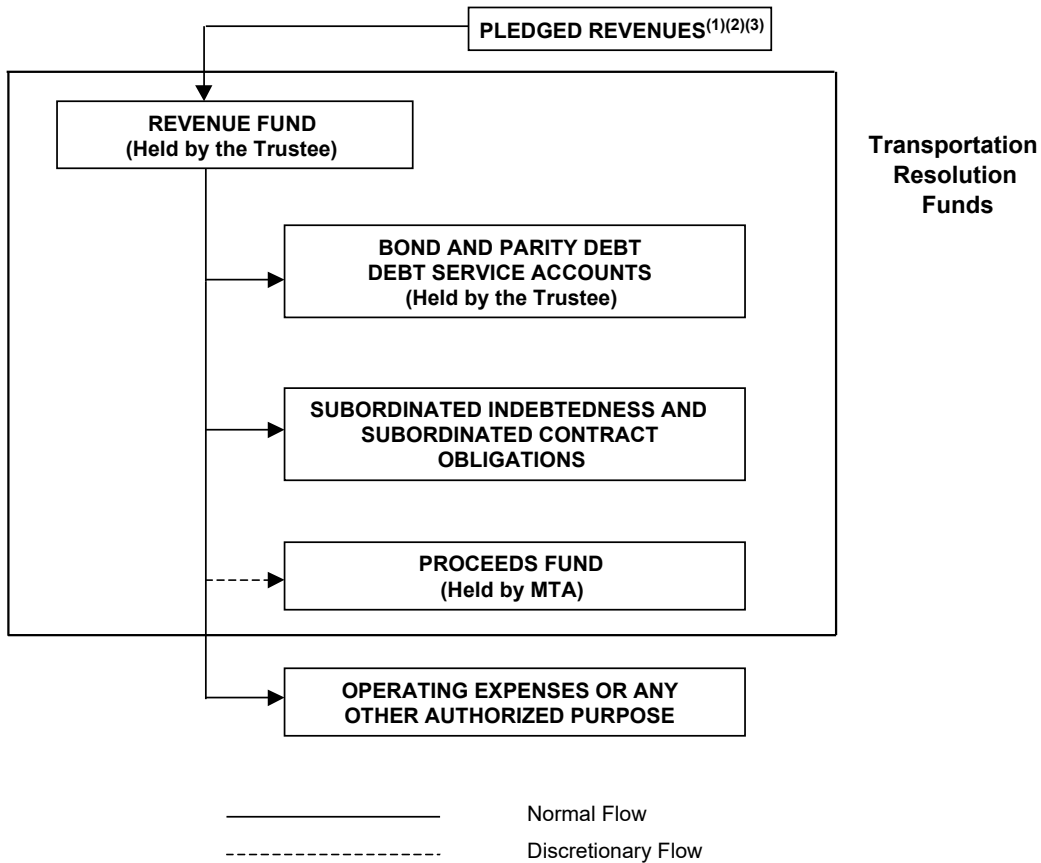 PLEDGED REVENUES(1)(2)(3)
REVENUE FUND
(Held by the Trustee)
Transportation
Resolution
Funds
BOND AND PARITY DEBT
DEBT SERVICE ACCOUNTS
(Held by the Trustee)
SUBORDINATED INDEBTEDNESS AND
SUBORDINATED CONTRACT
OBLIGATIONS
PROCEEDS FUND
(Held by MTA)
OPERATING EXPENSES OR ANY
OTHER AUTHORIZED PURPOSE
Normal Flow
Discretionary Flow